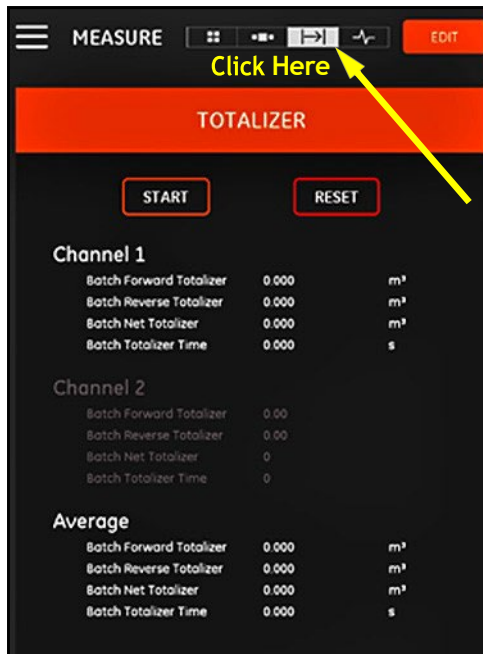 MEASURE EDIT
Click Here
TOTALIZER
START RESET
Channel 1
Batch Forward Totalizer 0.000 m³
Batch Reverse Totalizer 0.000 m³
Batch Net Totalizer 0.000 m³
Batch Totalizer Time 0.000 s
Channel 2
Batch Forward Totalizer 0.00
Batch Reverse Totalizer 0.00
Batch Net Totalizer 0
Batch Totalizer Time 0
Average
Batch Forward Totalizer 0.000 m³
Batch Reverse Totalizer 0.000 m³
Batch Net Totalizer 0.000 m³
Batch Totalizer Time 0.000 s